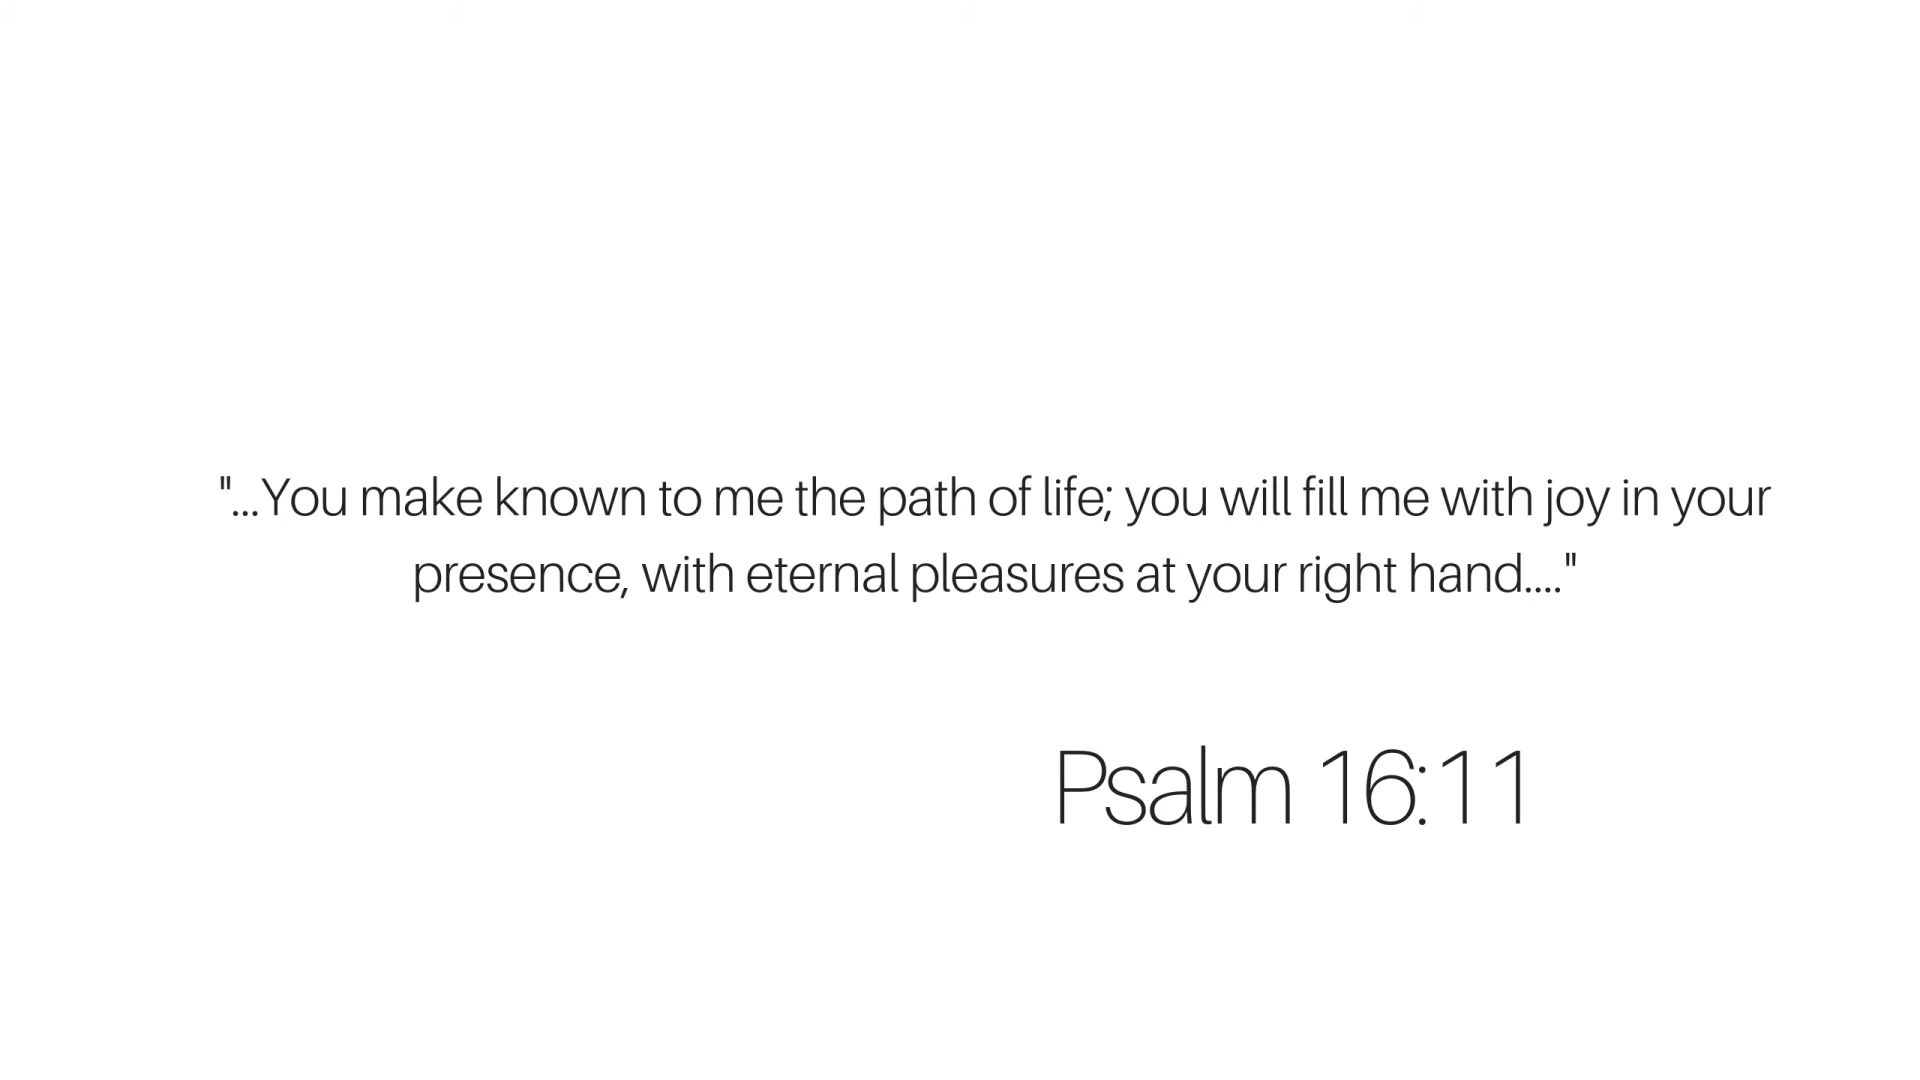 "...You make known to me the path of life; you will fill me with joy in your
presence, with eternal pleasures at your right hand...."
Psalm 16:11